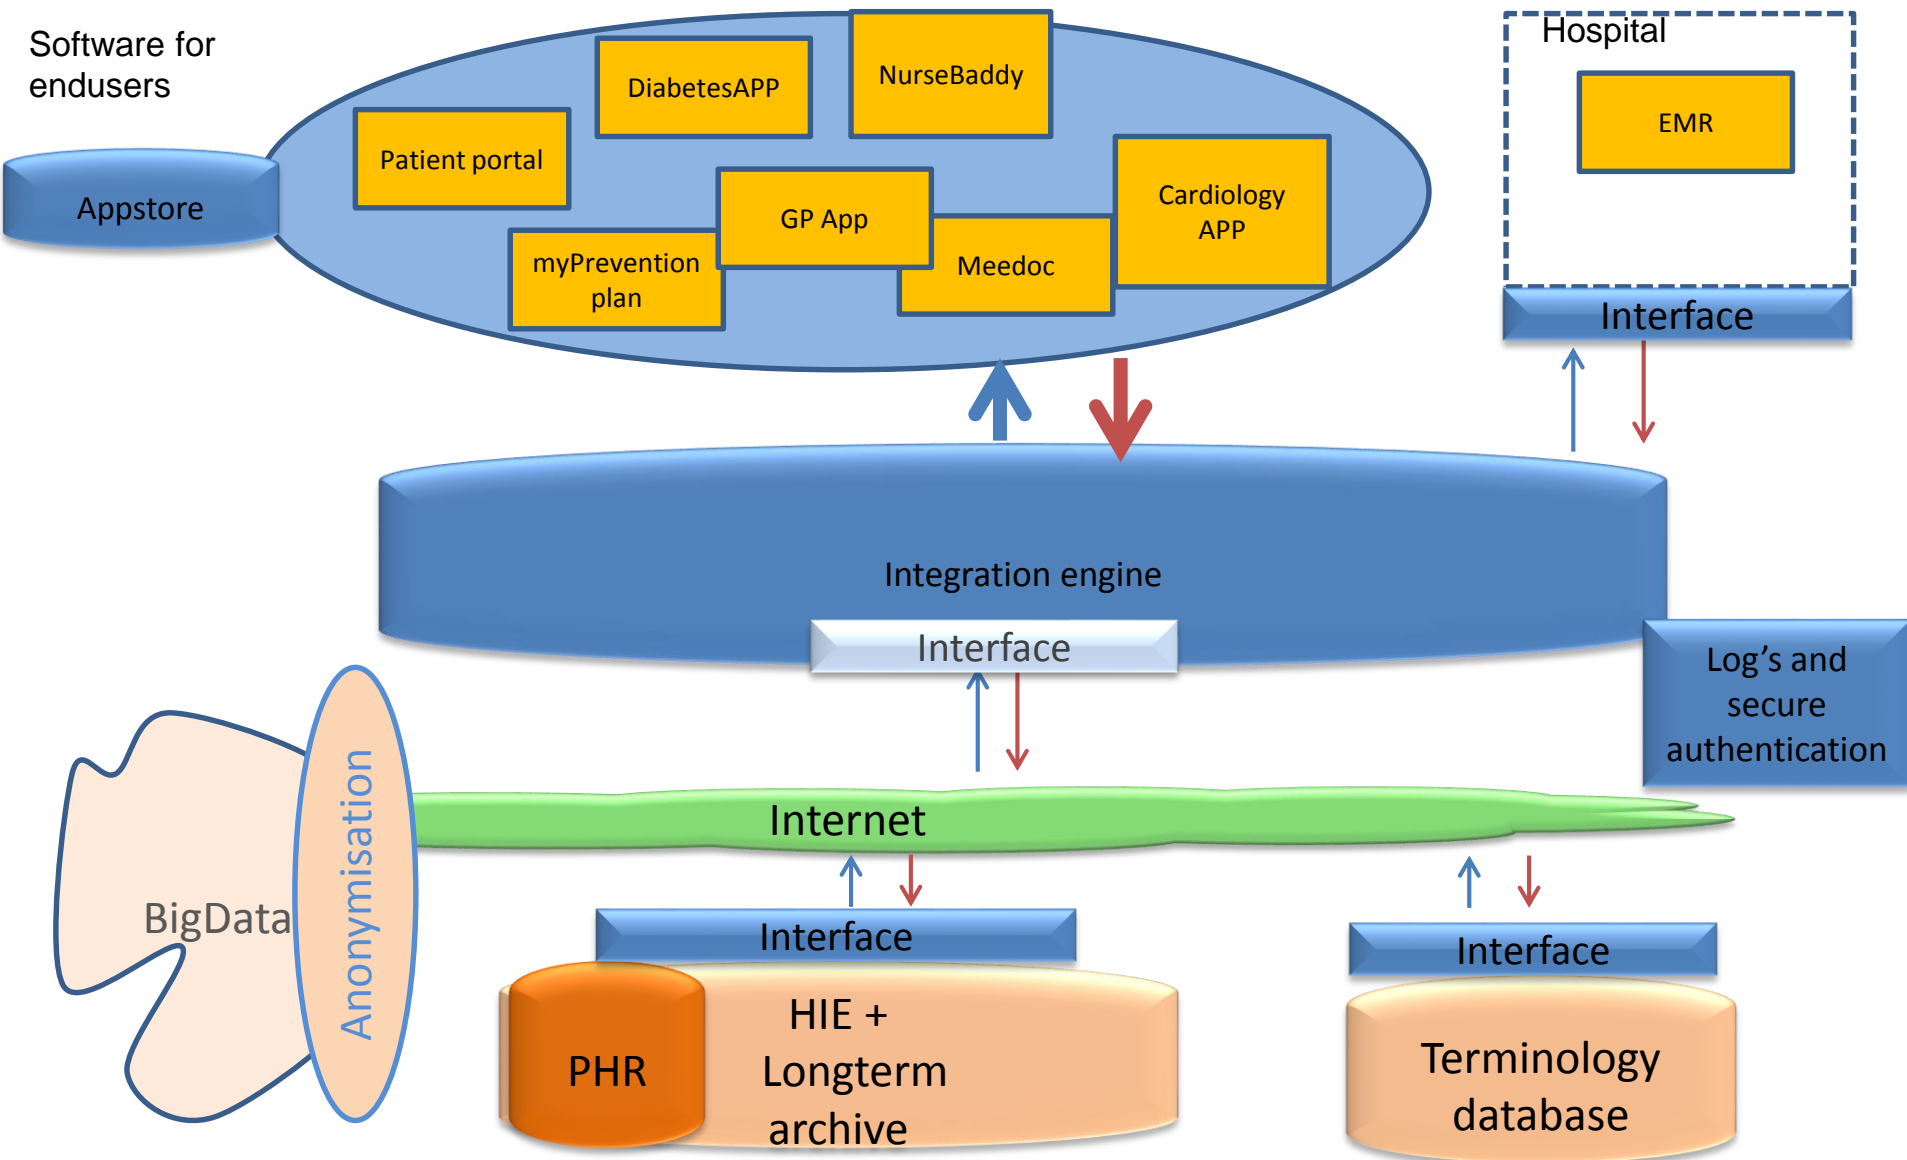 Software for
endusers
Hospital
NurseBaddy
DiabetesAPP
EMR
Patient portal
Appstore
GP App
Cardiology
APP
myPrevention
plan
Meedoc
Interface
Integration engine
Interface
Log's and
secure
authentication
Anonymisation
Internet
BigData
Interface
Interface
HIE +
Longterm
archive
PHR
Terminology
database